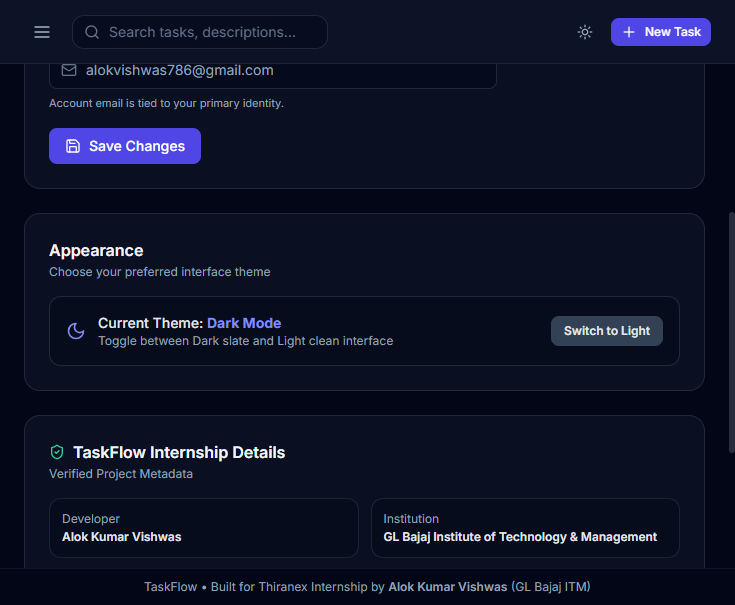 Search tasks, descriptions...
New Task
alokvishwas786@gmail.com
Account email is tied to your primary identity.
Save Changes
Appearance
Choose your preferred interface theme
Current Theme: Dark Mode
Toggle between Dark slate and Light clean interface
Switch to Light
TaskFlow Internship Details
Verified Project Metadata
Developer
Alok Kumar Vishwas
Institution
GL Bajaj Institute of Technology & Management
TaskFlow • Built for Thiranex Internship by Alok Kumar Vishwas (GL Bajaj ITM)